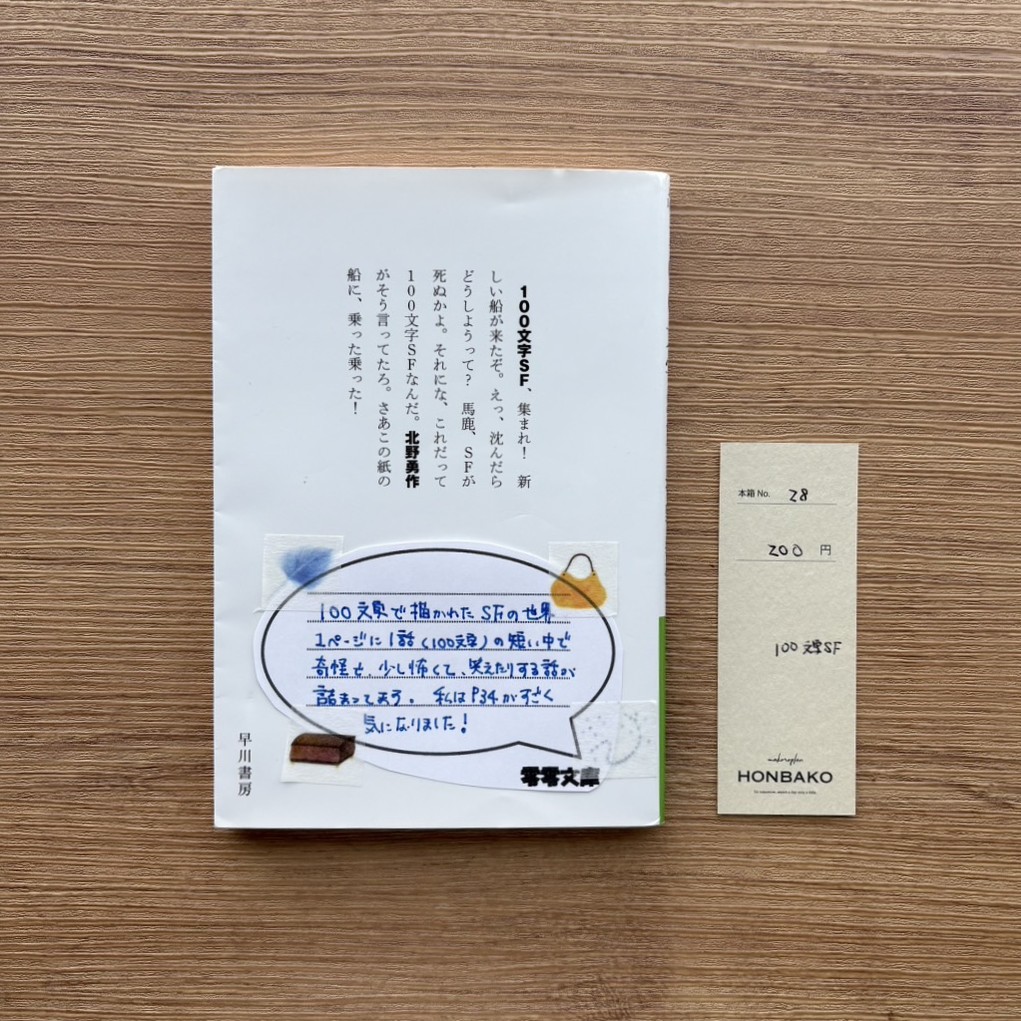 100文字SF、集まれ！ 新
しい船が来たぞ。えっ、沈んだら
どうしようって？ 馬鹿、SFが
死ぬかよ。それにな、これだって
100文字SFなんだ。北野勇作
がそう言ってたろ。さあこの紙の
船に、乗った乗った！
早川書房
100文字で描かれたSFの世界
1ページに1話(100文字)の短い中で
奇怪で、少し怖くて、笑えたりする話が
詰まってます。 私はP34がすごく
気になりました！
零零文庫
本箱 No. 28
200 円
100文字SF
HONBAKO